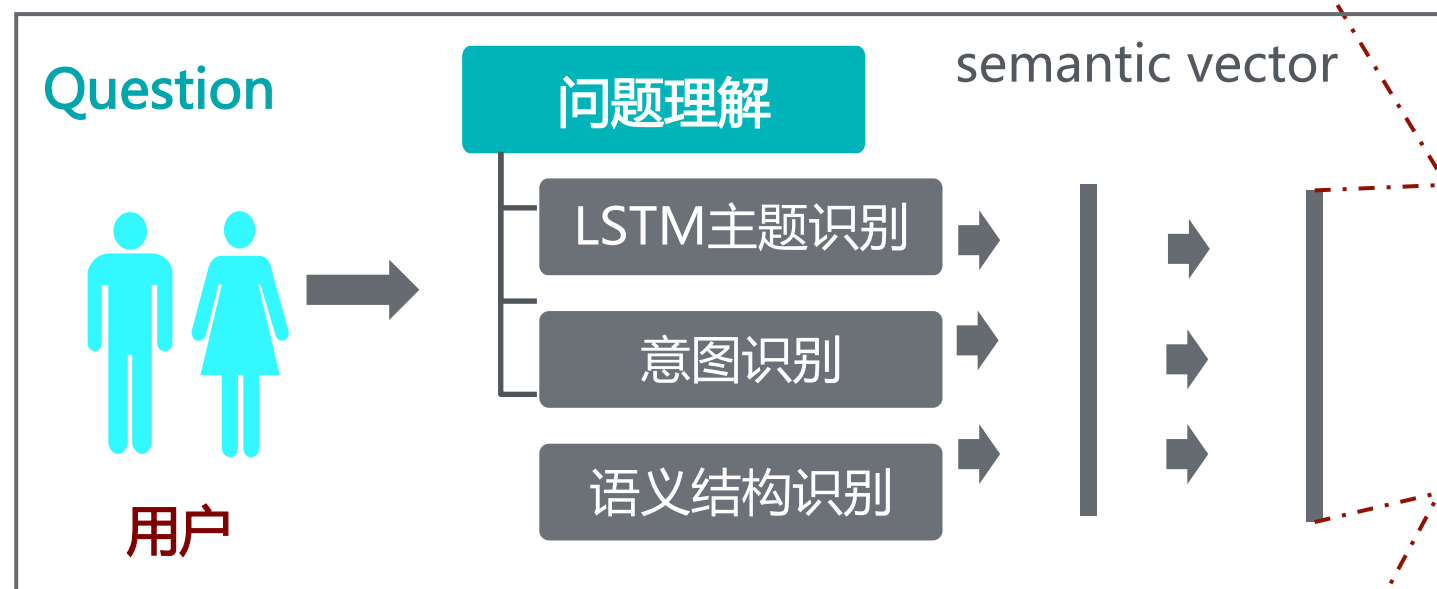 Question
问题理解
semantic vector
LSTM主题识别
意图识别
语义结构识别
用户